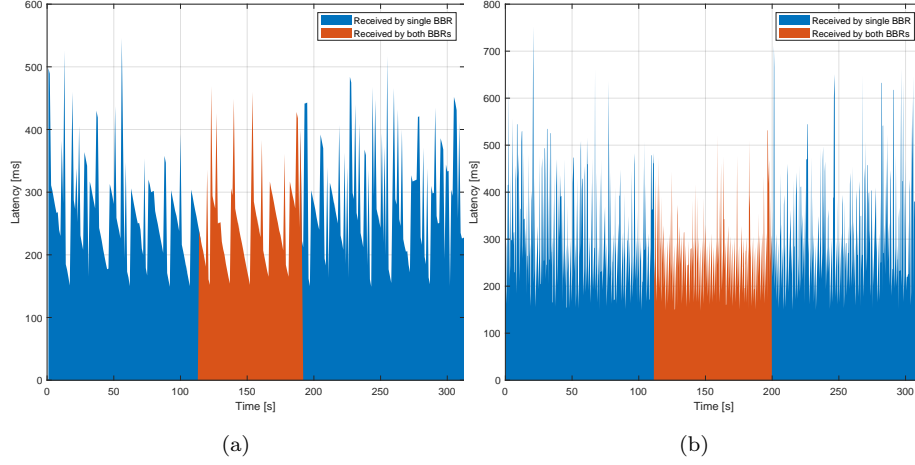 600
500
400
300
200
100
0
Latency [ms]
0 50 100 150 200 250 300
Time [s]
Received by single BBR
Received by both BBRs
(a)
800
700
600
500
400
300
200
100
0
Latency [ms]
0 50 100 150 200 250 300
Time [s]
Received by single BBR
Received by both BBRs
(b)